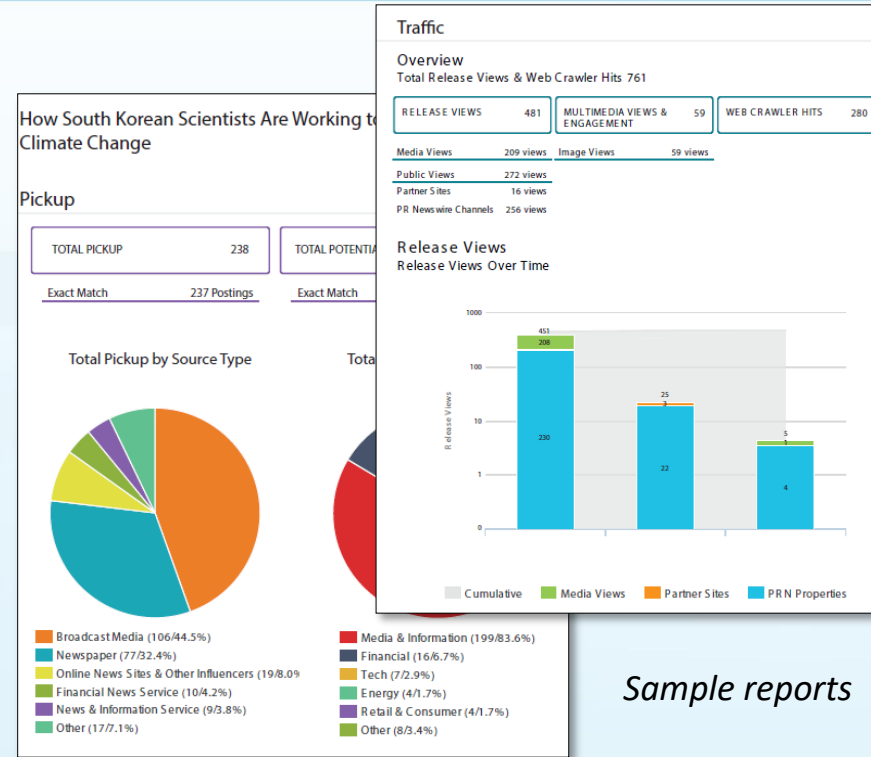 How South Korean Scientists Are Working to
Climate Change
Pickup
TOTAL PICKUP 238
TOTAL POTENTIA
Exact Match 237 Postings
Exact Match
Total Pickup by Source Type
Tota
Broadcast Media (106/44.5%)
Newspaper (77/32.4%)
Online News Sites & Other Influencers (19/8.0%
Financial News Service (10/4.2%)
News & Information Service (9/3.8%)
Other (17/7.1%)
Media & Information (199/83.6%)
Financial (16/6.7%)
Tech (7/2.9%)
Energy (4/1.7%)
Retail & Consumer (4/1.7%)
Other (8/3.4%)
Traffic
Overview
Total Release Views & Web Crawler Hits 761
RELEASE VIEWS 481
MULTIMEDIA VIEWS & 59
ENGAGEMENT
WEB CRAWLER HITS 280
Media Views 209 views
Image Views 59 views
Public Views 272 views
Partner Sites 16 views
PR Newswire Channels 256 views
Release Views
Release Views Over Time
Release Views
1000
100
10
1
0
451
208
230
25
3
22
5
1
4
Cumulative
Media Views
Partner Sites
PRN Properties
Sample reports